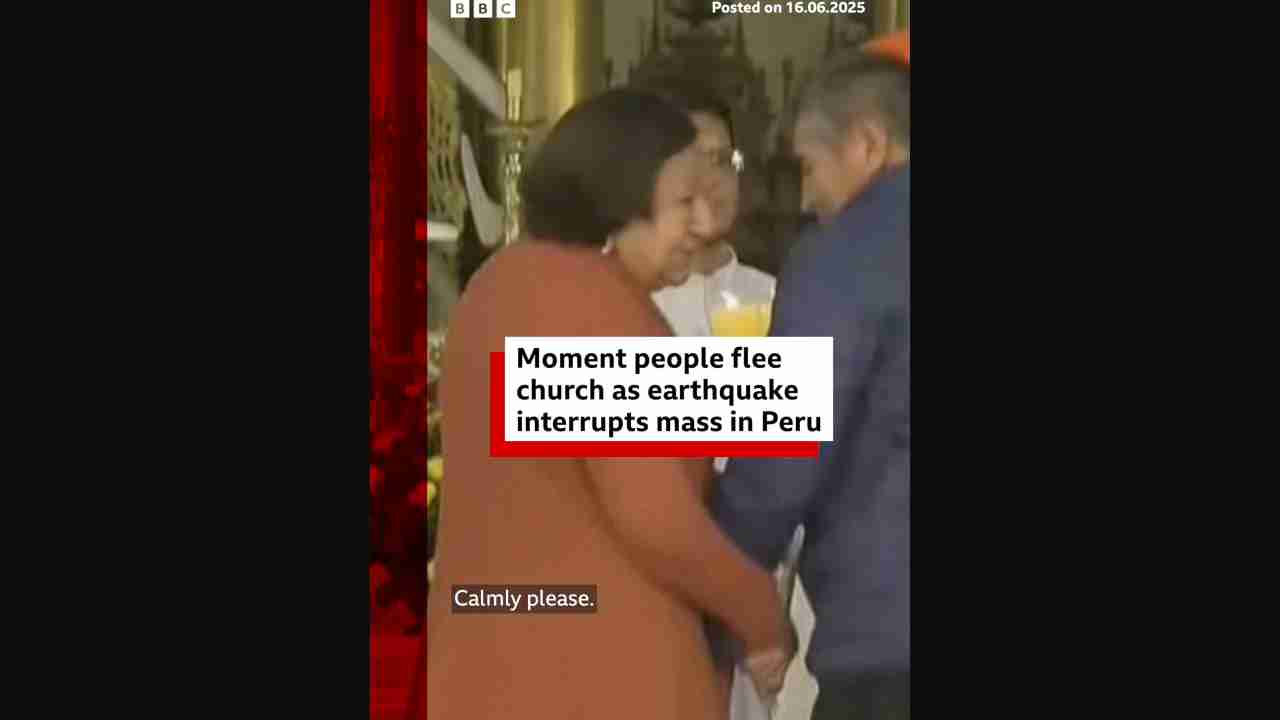 BBC
Posted on 16.06.2025
Moment people flee
church as earthquake
interrupts mass in Peru
Calmly please.